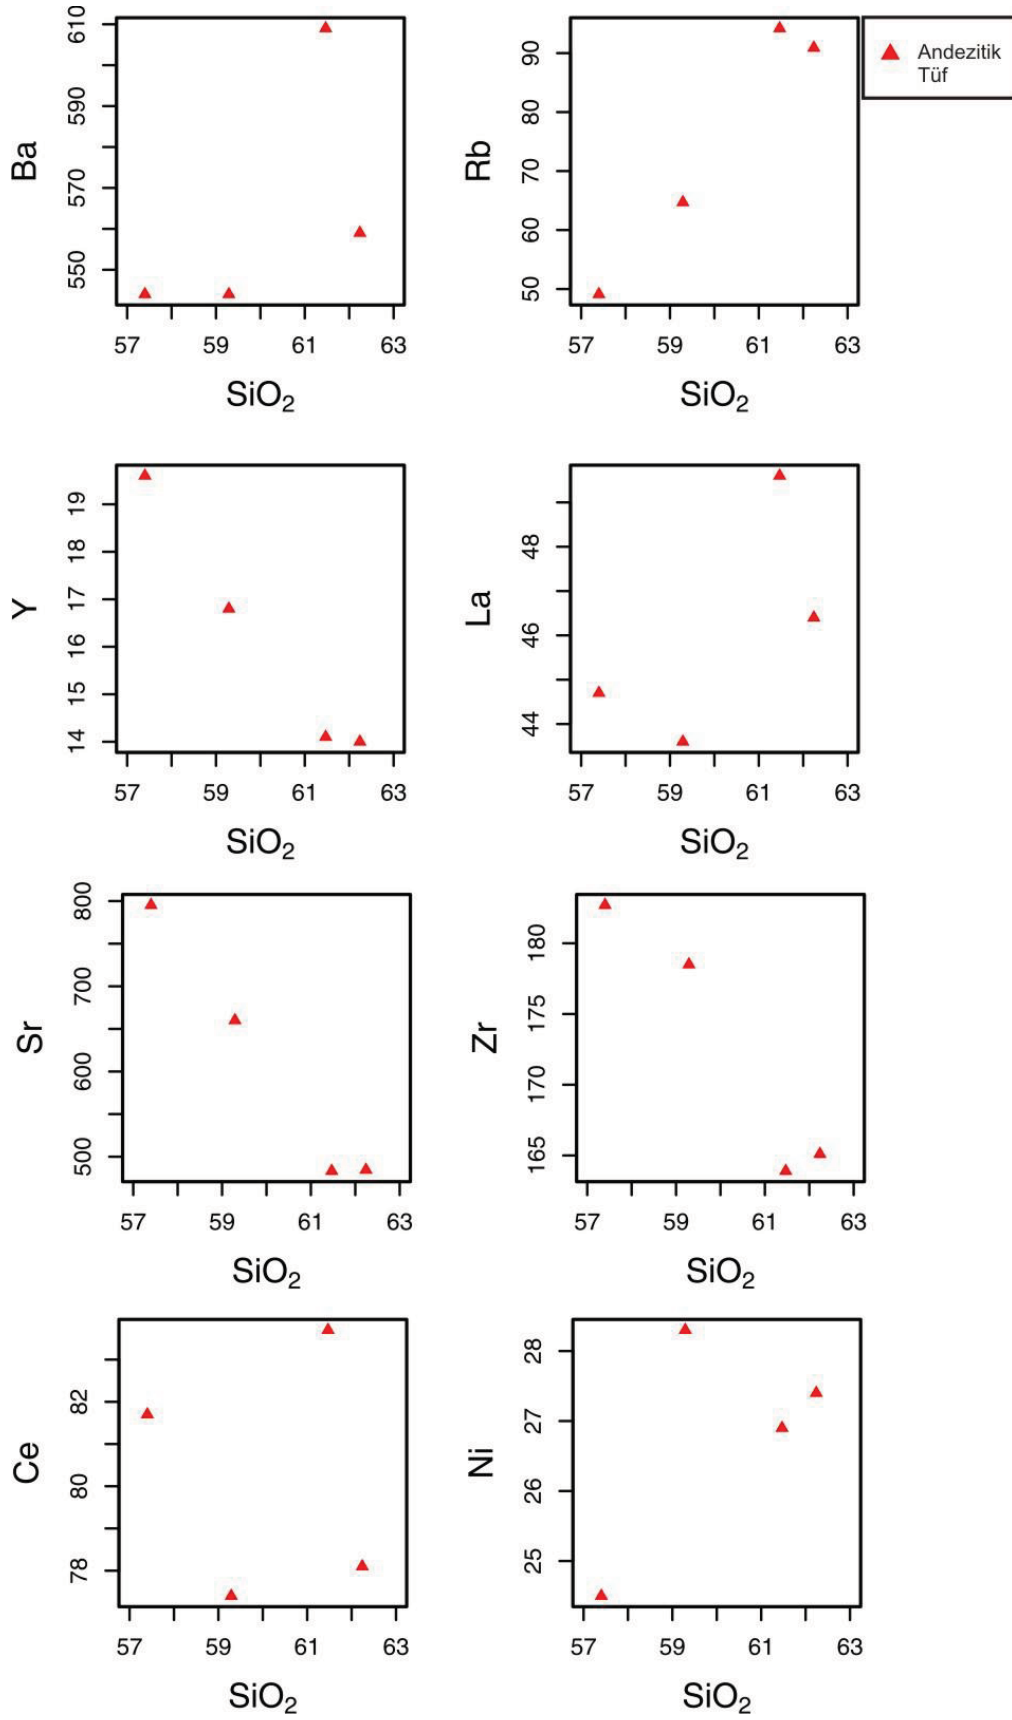 Ba
610
590
570
550
57 59 61 63
SiO₂
Rb
90
80
70
60
50
57 59 61 63
SiO₂
Andezitik
Tüf
Y
19
18
17
16
15
14
57 59 61 63
SiO₂
La
48
46
44
57 59 61 63
SiO₂
Sr
800
700
600
500
57 59 61 63
SiO₂
Zr
180
175
170
165
57 59 61 63
SiO₂
Ce
82
80
78
57 59 61 63
SiO₂
Ni
28
27
26
25
57 59 61 63
SiO₂